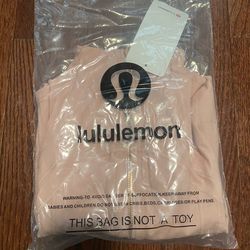 lululemon
WARNING-TO AVOID DANGER OF SUFFOCATION, KEEP AWAY FROM
BABIES AND CHILDREN. DO NOT USE IN CRIBS, BEDS, CARRIAGES OR PLAY PENS.
THIS BAG IS NOT A TOY